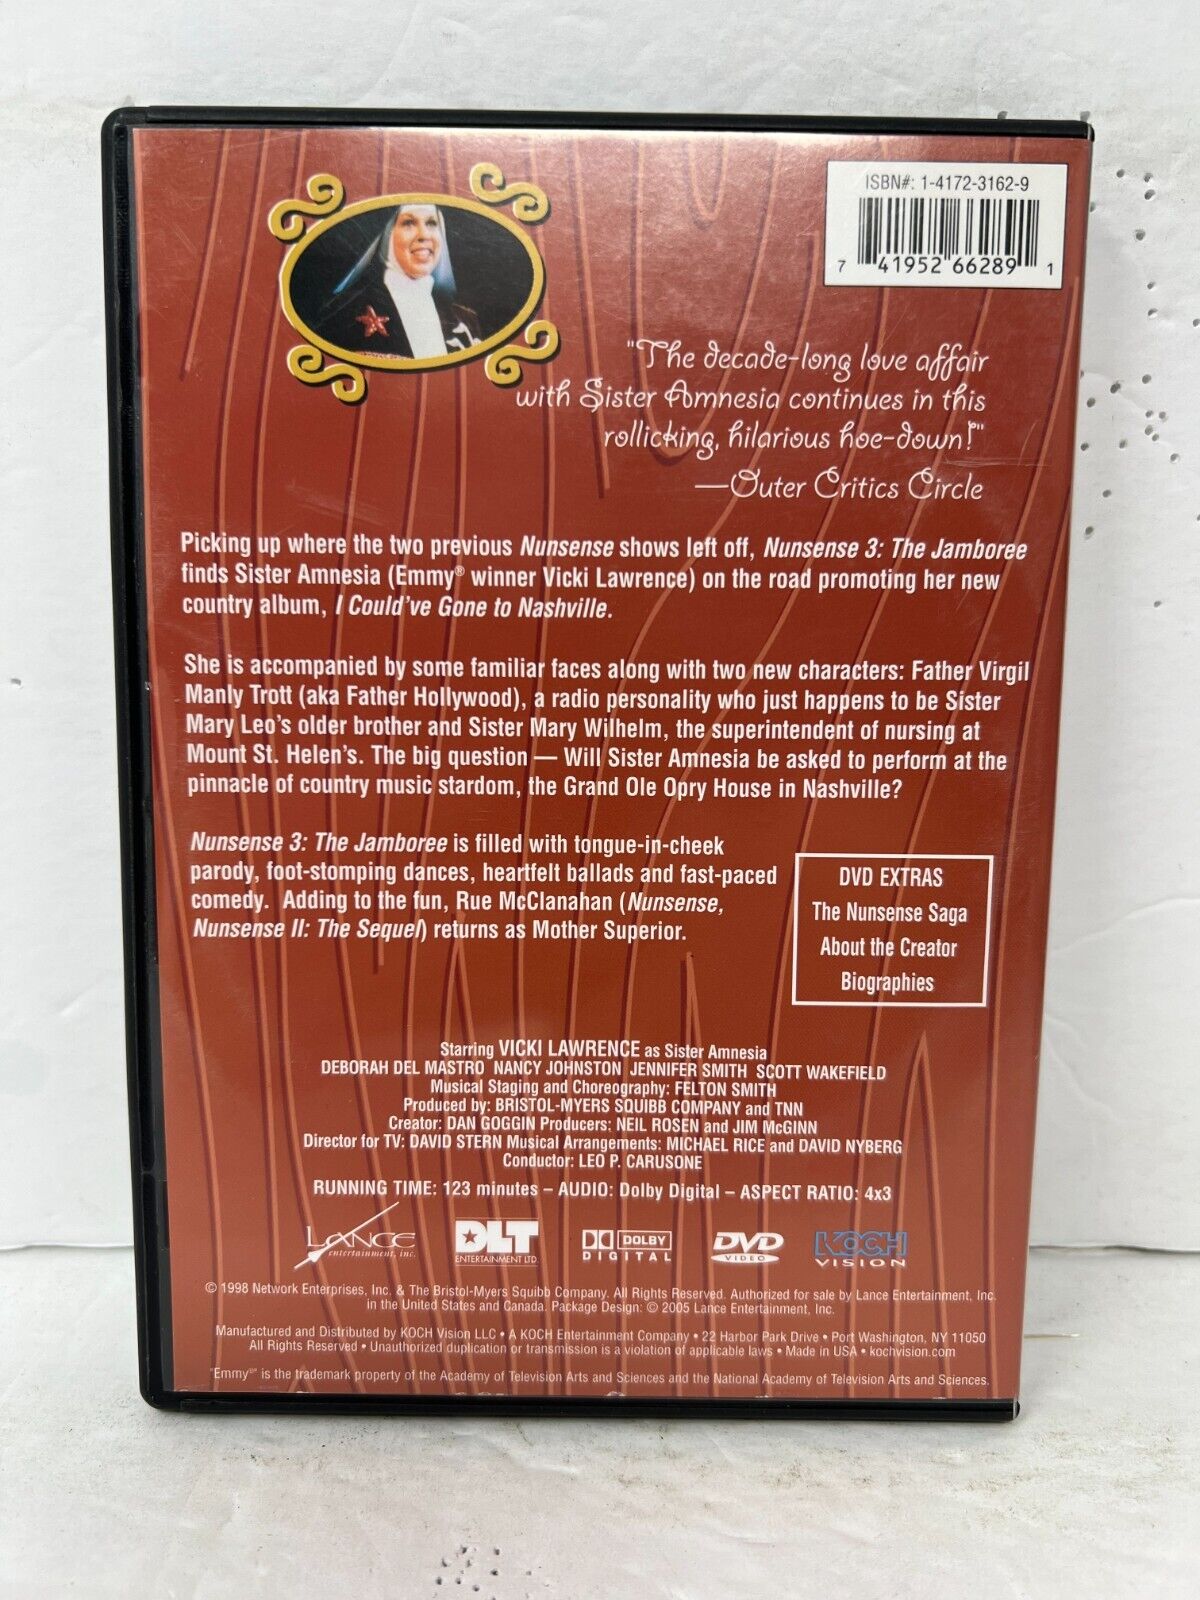 ISBN#: 1-4172-3162-9
7 41952 66289 1
"The decade-long love affair
with Sister Amnesia continues in this
rollicking, hilarious hoe-down!"
—Outer Critics Circle
Picking up where the two previous Nunsense shows left off, Nunsense 3: The Jamboree
finds Sister Amnesia (Emmy® winner Vicki Lawrence) on the road promoting her new
country album, I Could've Gone to Nashville.
She is accompanied by some familiar faces along with two new characters: Father Virgil
Manly Trott (aka Father Hollywood), a radio personality who just happens to be Sister
Mary Leo's older brother and Sister Mary Wilhelm, the superintendent of nursing at
Mount St. Helen's. The big question — Will Sister Amnesia be asked to perform at the
pinnacle of country music stardom, the Grand Ole Opry House in Nashville?
Nunsense 3: The Jamboree is filled with tongue-in-cheek
parody, foot-stomping dances, heartfelt ballads and fast-paced
comedy. Adding to the fun, Rue McClanahan (Nunsense,
Nunsense II: The Sequel) returns as Mother Superior.
DVD EXTRAS
The Nunsense Saga
About the Creator
Biographies
Starring VICKI LAWRENCE as Sister Amnesia
DEBORAH DEL MASTRO NANCY JOHNSTON JENNIFER SMITH SCOTT WAKEFIELD
Musical Staging and Choreography: FELTON SMITH
Produced by: BRISTOL-MYERS SQUIBB COMPANY and TNN
Creator: DAN GOGGIN Producers: NEIL ROSEN and JIM McGINN
Director for TV: DAVID STERN Musical Arrangements: MICHAEL RICE and DAVID NYBERG
Conductor: LEO P. CARUSONE
RUNNING TIME: 123 minutes – AUDIO: Dolby Digital – ASPECT RATIO: 4x3
LANCE
entertainment, inc.
DLT
ENTERTAINMENT LTD.
DOLBY
DIGITAL
DVD
VIDEO
KOCH
VISION
© 1998 Network Enterprises, Inc. & The Bristol-Myers Squibb Company. All Rights Reserved. Authorized for sale by Lance Entertainment, Inc.
in the United States and Canada. Package Design: © 2005 Lance Entertainment, Inc.
Manufactured and Distributed by KOCH Vision LLC • A KOCH Entertainment Company • 22 Harbor Park Drive • Port Washington, NY 11050
All Rights Reserved • Unauthorized duplication or transmission is a violation of applicable laws • Made in USA • kochvision.com
"Emmy®" is the trademark property of the Academy of Television Arts and Sciences and the National Academy of Television Arts and Sciences.